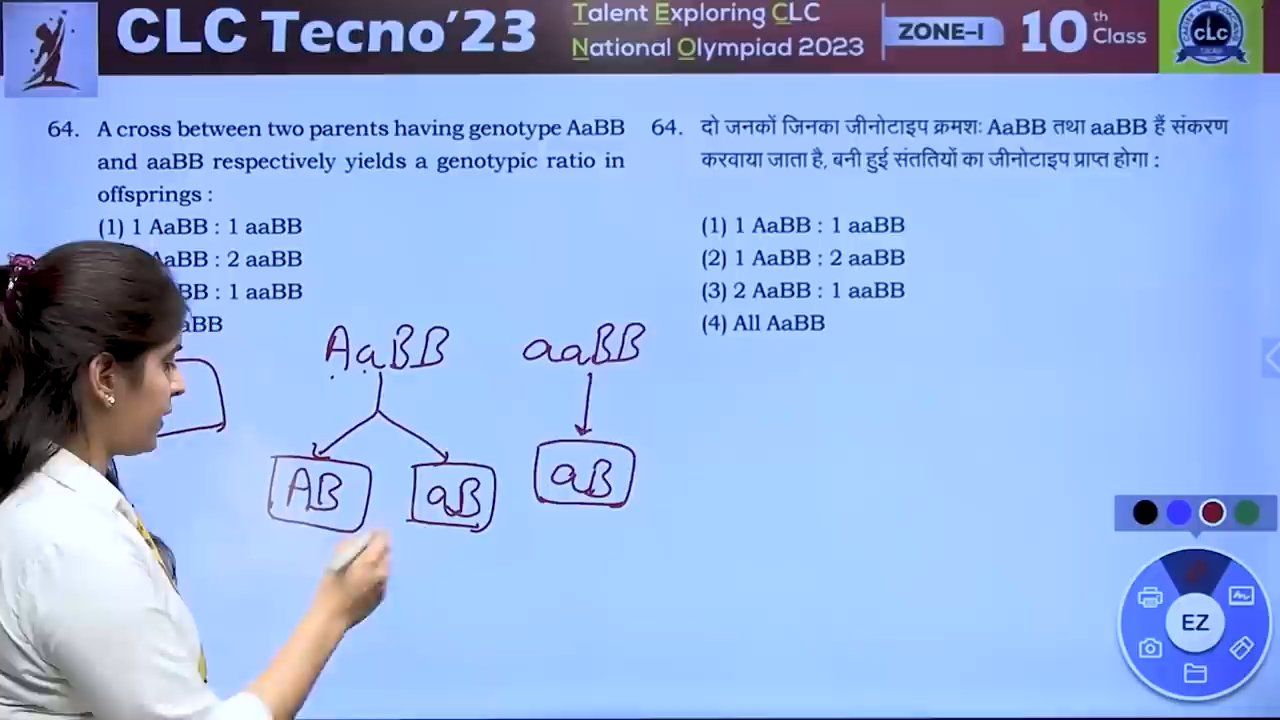 CLC Tecno'23
Talent Exploring CLC
National Olympiad 2023
ZONE-I
10th Class
CLC
64. A cross between two parents having genotype AaBB
and aaBB respectively yields a genotypic ratio in
offsprings :
(1) 1 AaBB : 1 aaBB
AaBB : 2 aaBB
BB : 1 aaBB
aBB
64. दो जनकों जिनका जीनोटाइप क्रमशः AaBB तथा aaBB हैं संकरण
करवाया जाता है, बनी हुई संततियों का जीनोटाइप प्राप्त होगा :
(1) 1 AaBB : 1 aaBB
(2) 1 AaBB : 2 aaBB
(3) 2 AaBB : 1 aaBB
(4) All AaBB
AaBB aaBB
AB aB aB
EZ